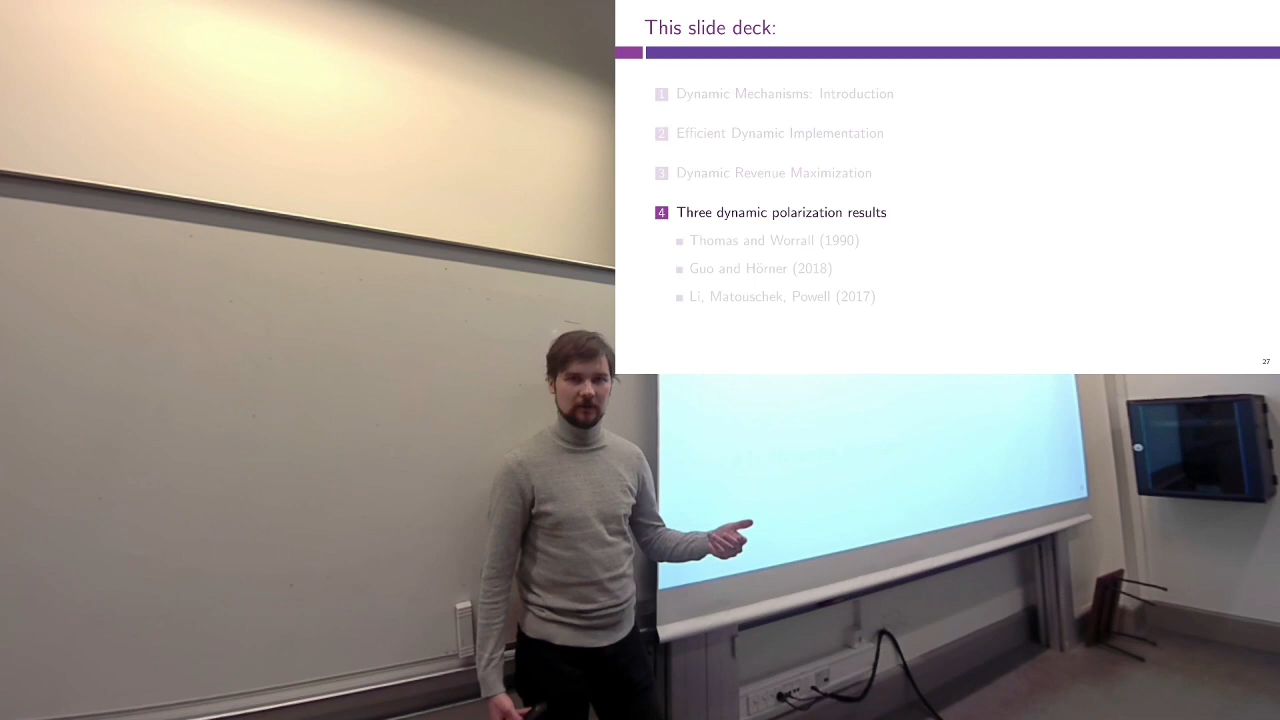 This slide deck:
1 Dynamic Mechanisms: Introduction
2 Efficient Dynamic Implementation
3 Dynamic Revenue Maximization
4 Three dynamic polarization results
Thomas and Worrall (1990)
Guo and Hörner (2018)
Li, Matouschek, Powell (2017)
27